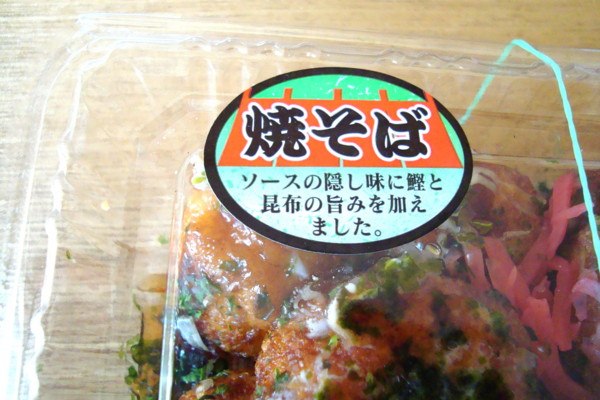 焼そば
ソースの隠し味に鰹と
昆布の旨みを加え
ました。